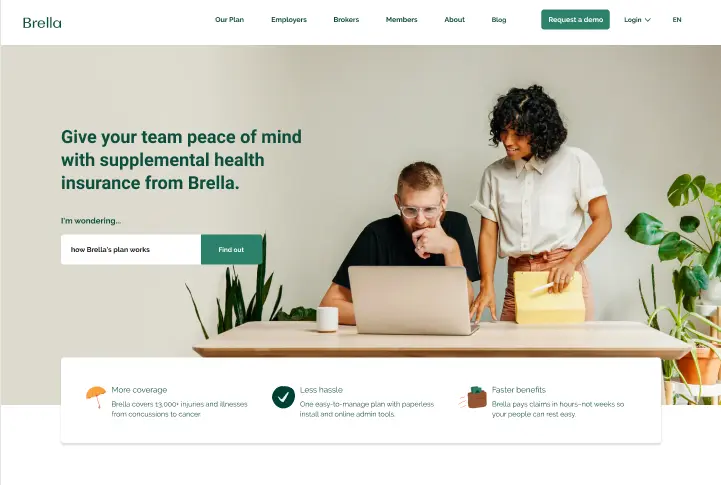 Brella
Our Plan
Employers
Brokers
Members
About
Blog
Request a demo
Login
EN
Give your team peace of mind
with supplemental health
insurance from Brella.
I'm wondering...
how Brella's plan works
Find out
More coverage
Brella covers 13,000+ injuries and illnesses
from concussions to cancer.
Less hassle
One easy-to-manage plan with paperless
install and online admin tools.
Faster benefits
Brella pays claims in hours–not weeks so
your people can rest easy.